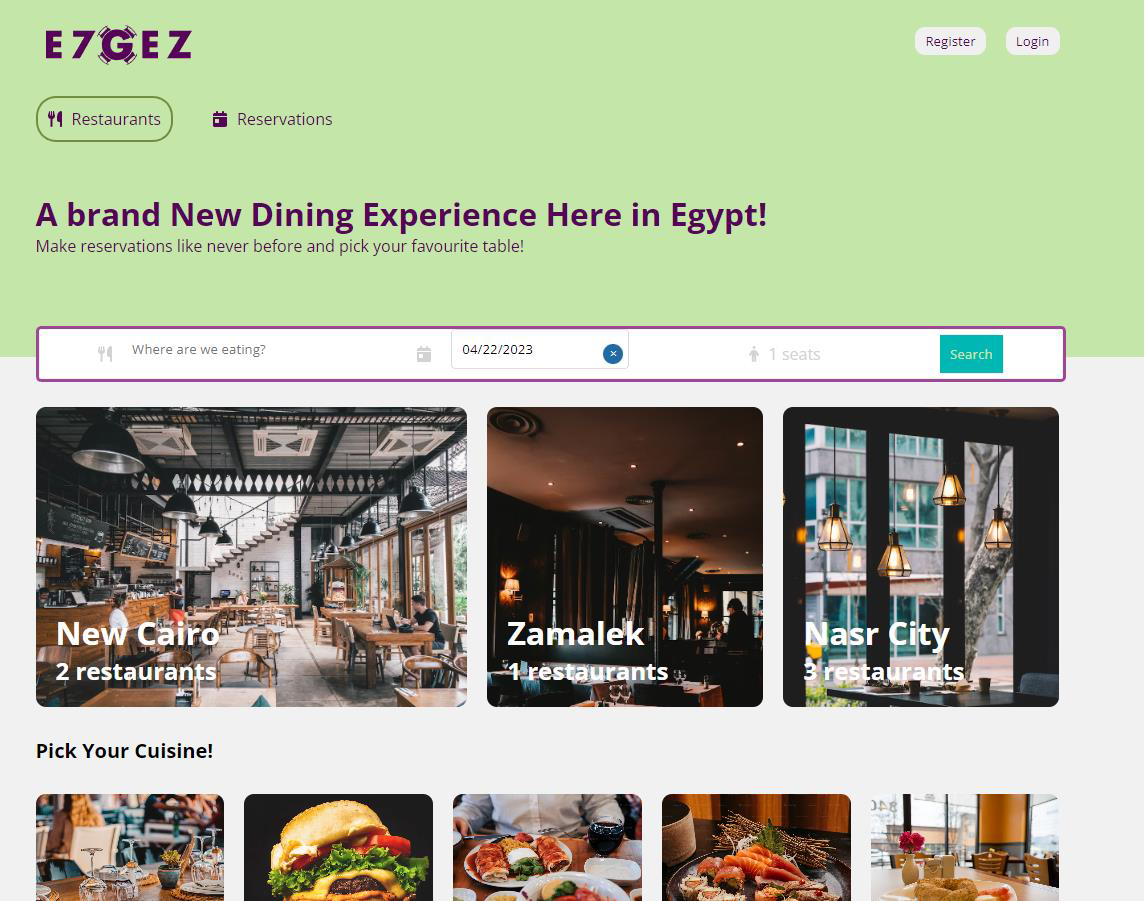 E7GEZ
Register
Login
Restaurants
Reservations
A brand New Dining Experience Here in Egypt!
Make reservations like never before and pick your favourite table!
Where are we eating?
04/22/2023
1 seats
Search
New Cairo
2 restaurants
Zamalek
1 restaurants
Nasr City
3 restaurants
Pick Your Cuisine!